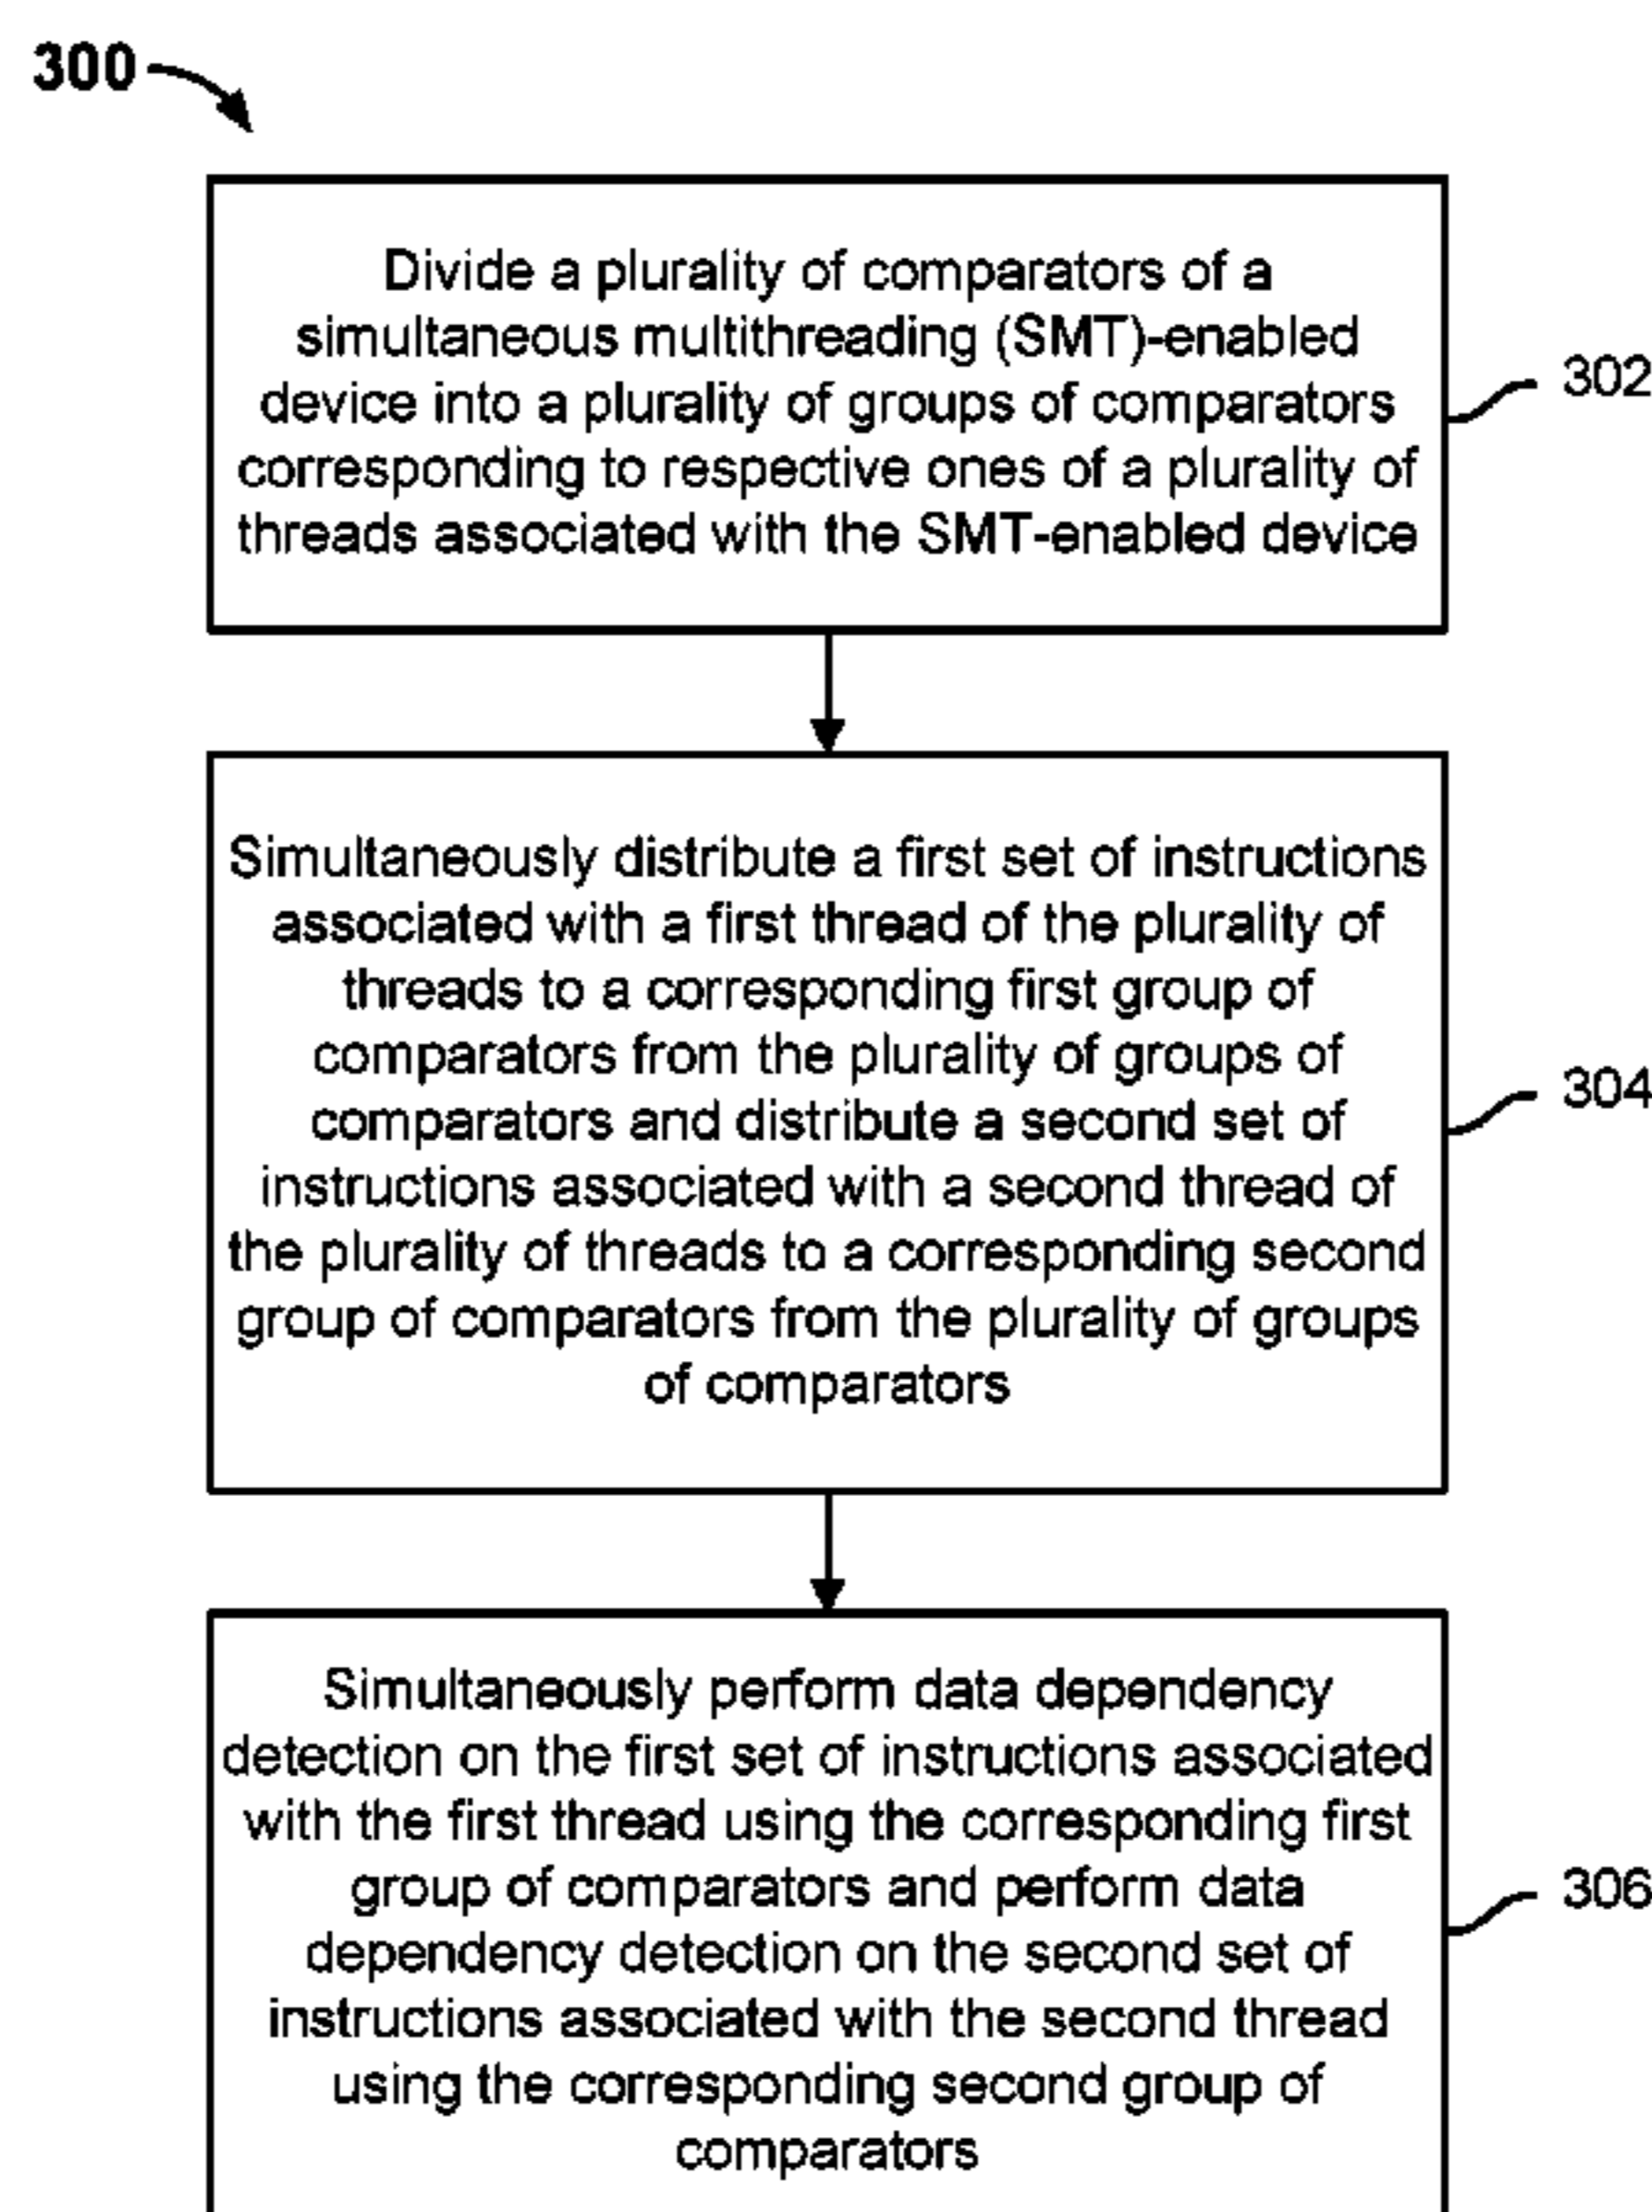 300
Divide a plurality of comparators of a
simultaneous multithreading (SMT)-enabled
device into a plurality of groups of comparators
corresponding to respective ones of a plurality of
threads associated with the SMT-enabled device
302
Simultaneously distribute a first set of instructions
associated with a first thread of the plurality of
threads to a corresponding first group of
comparators from the plurality of groups of
comparators and distribute a second set of
instructions associated with a second thread of
the plurality of threads to a corresponding second
group of comparators from the plurality of groups
of comparators
304
Simultaneously perform data dependency
detection on the first set of instructions associated
with the first thread using the corresponding first
group of comparators and perform data
dependency detection on the second set of
instructions associated with the second thread
using the corresponding second group of
comparators
306